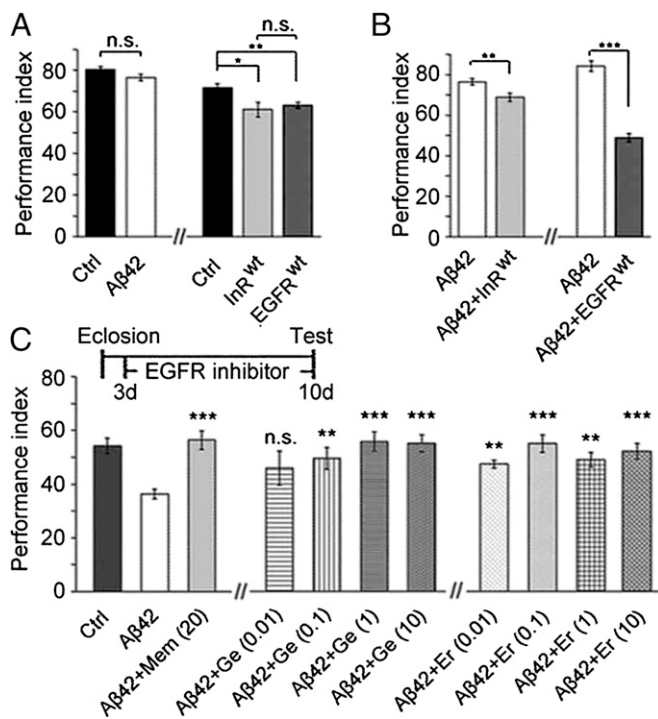 A
n.s.
n.s.
**
*
Performance index
80
60
40
20
0
Ctrl
Aβ42
//
Ctrl
InR wt
EGFR wt
B
**
***
Performance index
80
60
40
20
0
Aβ42
Aβ42+InR wt
//
Aβ42
Aβ42+EGFR wt
C
Eclosion
Test
EGFR inhibitor
3d
10d
Performance index
80
60
40
20
0
***
n.s.
**
***
***
**
***
**
***
Ctrl
Aβ42
Aβ42+Mem (20)
//
Aβ42+Ge (0.01)
Aβ42+Ge (0.1)
Aβ42+Ge (1)
Aβ42+Ge (10)
//
Aβ42+Er (0.01)
Aβ42+Er (0.1)
Aβ42+Er (1)
Aβ42+Er (10)